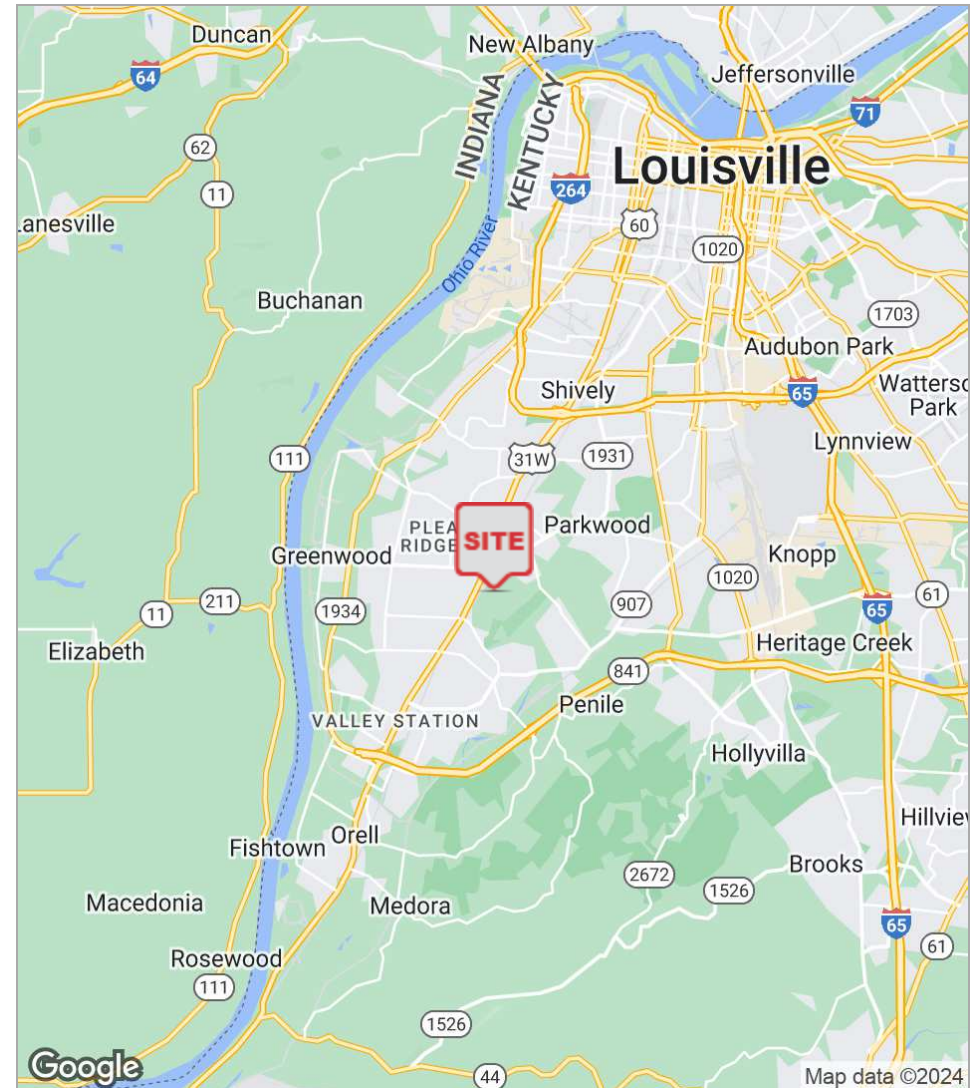 Duncan
New Albany
64
Jeffersonville
71
INDIANA
KENTUCKY
62
Louisville
264
11
60
Lanesville
1020
Ohio River
Buchanan
1703
Audubon Park
Shively
65
Watterso
Park
Lynnview
111
31W
1931
PLEA
RIDGE
SITE
Parkwood
Greenwood
Knopp
1020
211
11
1934
907
65
61
Elizabeth
Heritage Creek
841
Penile
VALLEY STATION
Hollyvilla
Hillview
Orell
Fishtown
Brooks
2672
1526
Macedonia
Medora
65
61
Rosewood
111
1526
Google
44
Map data ©2024